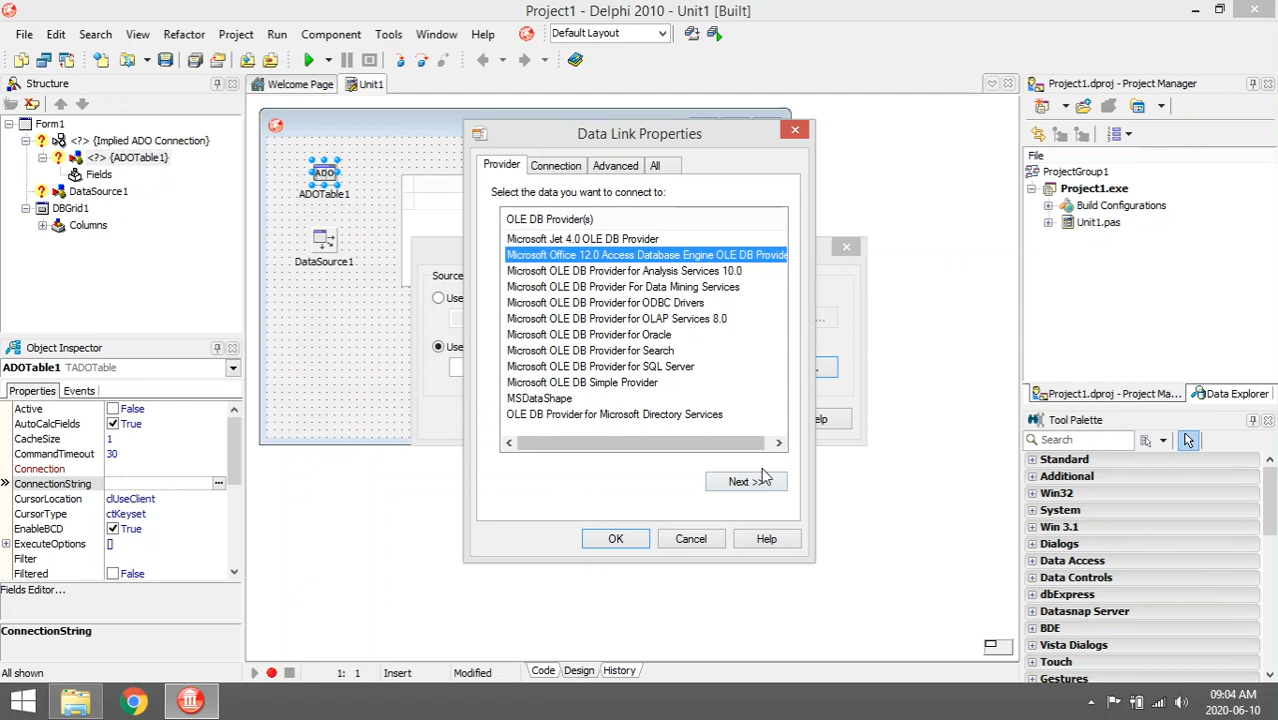 Project1 - Delphi 2010 - Unit1 [Built]
File Edit Search View Refactor Project Run Component Tools Window Help Default Layout
Structure
Form1
<?> {Implied ADO Connection}
<?> {ADOTable1}
Fields
DataSource1
DBGrid1
Columns
Object Inspector
ADOTable1 TADOTable
Properties Events
Active False
AutoCalcFields True
CacheSize 1
CommandTimeout 30
Connection
ConnectionString
CursorLocation clUseClient
CursorType ctKeyset
EnableBCD True
ExecuteOptions []
Filter
Filtered False
Fields Editor...
ConnectionString
All shown
Welcome Page Unit1
ADO
ADOTable1
DataSource1
Source
Use
Use
Data Link Properties
Provider Connection Advanced All
Select the data you want to connect to:
OLE DB Provider(s)
Microsoft Jet 4.0 OLE DB Provider
Microsoft Office 12.0 Access Database Engine OLE DB Provide
Microsoft OLE DB Provider for Analysis Services 10.0
Microsoft OLE DB Provider For Data Mining Services
Microsoft OLE DB Provider for ODBC Drivers
Microsoft OLE DB Provider for OLAP Services 8.0
Microsoft OLE DB Provider for Oracle
Microsoft OLE DB Provider for Search
Microsoft OLE DB Provider for SQL Server
Microsoft OLE DB Simple Provider
MSDataShape
OLE DB Provider for Microsoft Directory Services
Next >>
OK Cancel Help
elp
1: 1 Insert Modified Code Design History
Project1.dproj - Project Manager
File
ProjectGroup1
Project1.exe
Build Configurations
Unit1.pas
Project1.dproj - Project Ma... Data Explorer
Tool Palette
Search
Standard
Additional
Win32
System
Win 3.1
Dialogs
Data Access
Data Controls
dbExpress
Datasnap Server
BDE
Vista Dialogs
Touch
Gestures
09:04 AM
2020-06-10